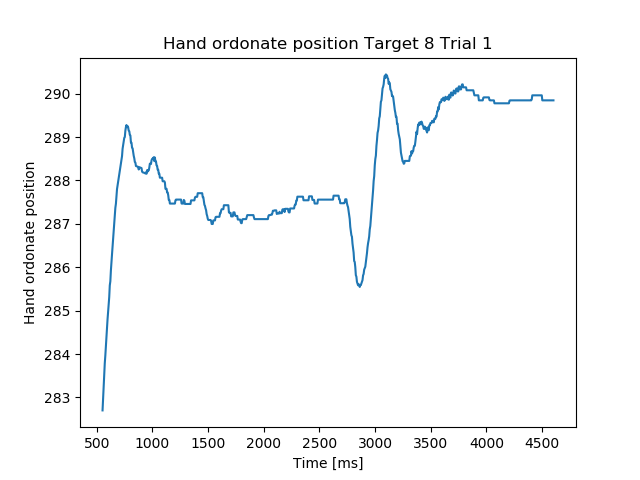 Hand ordonate position Target 8 Trial 1
Hand ordonate position
290
289
288
287
286
285
284
283
500 1000 1500 2000 2500 3000 3500 4000 4500
Time [ms]